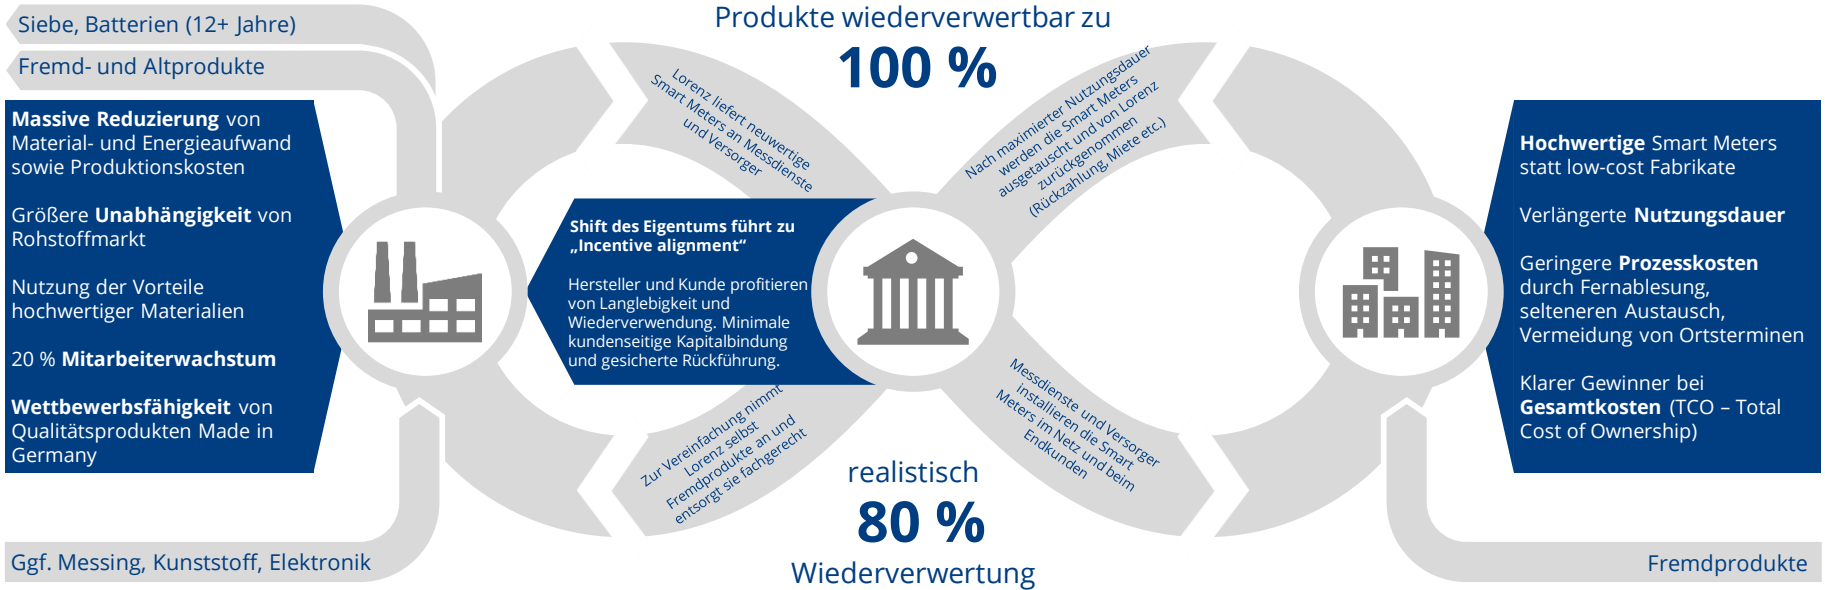 Siebe, Batterien (12+ Jahre)
Fremd- und Altprodukte
Massive Reduzierung von
Material- und Energieaufwand
sowie Produktionskosten
Größere Unabhängigkeit von
Rohstoffmarkt
Nutzung der Vorteile
hochwertiger Materialien
20 % Mitarbeiterwachstum
Wettbewerbsfähigkeit von
Qualitätsprodukten Made in
Germany
Ggf. Messing, Kunststoff, Elektronik
Produkte wiederverwertbar zu
100 %
Lorenz liefert neuwertige
Smart Meters an Messdienste
und Versorger
Nach maximierter Nutzungsdauer
werden die Smart Meters
ausgetauscht und von Lorenz
zurückgenommen
(Rückzahlung, Miete etc.)
Shift des Eigentums führt zu
„Incentive alignment“
Hersteller und Kunde profitieren
von Langlebigkeit und
Wiederverwendung. Minimale
kundenseitige Kapitalbindung
und gesicherte Rückführung.
Zur Vereinfachung nimmt
Lorenz selbst
Fremdprodukte an und
entsorgt sie fachgerecht
Messdienste und Versorger
installieren die Smart
Meters im Netz und beim
Endkunden
realistisch
80 %
Wiederverwertung
Hochwertige Smart Meters
statt low-cost Fabrikate
Verlängerte Nutzungsdauer
Geringere Prozesskosten
durch Fernablesung,
selteneren Austausch,
Vermeidung von Ortsterminen
Klarer Gewinner bei
Gesamtkosten (TCO – Total
Cost of Ownership)
Fremdprodukte